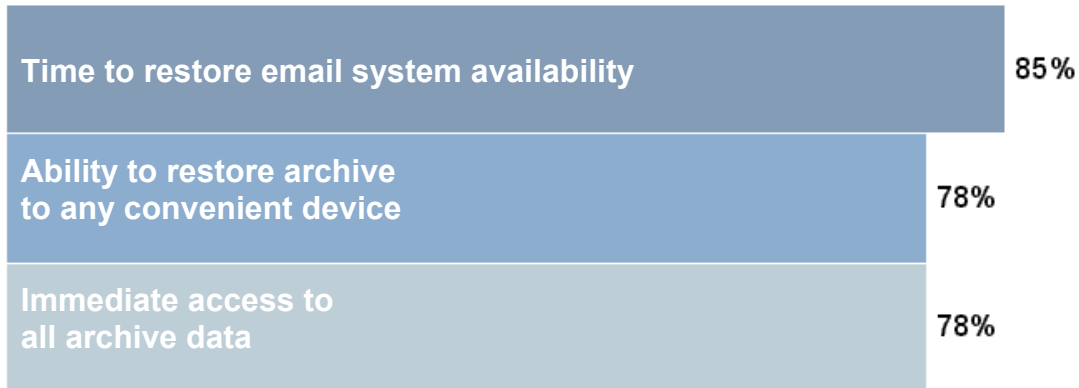 Time to restore email system availability
85%
Ability to restore archive
to any convenient device
78%
Immediate access to
all archive data
78%